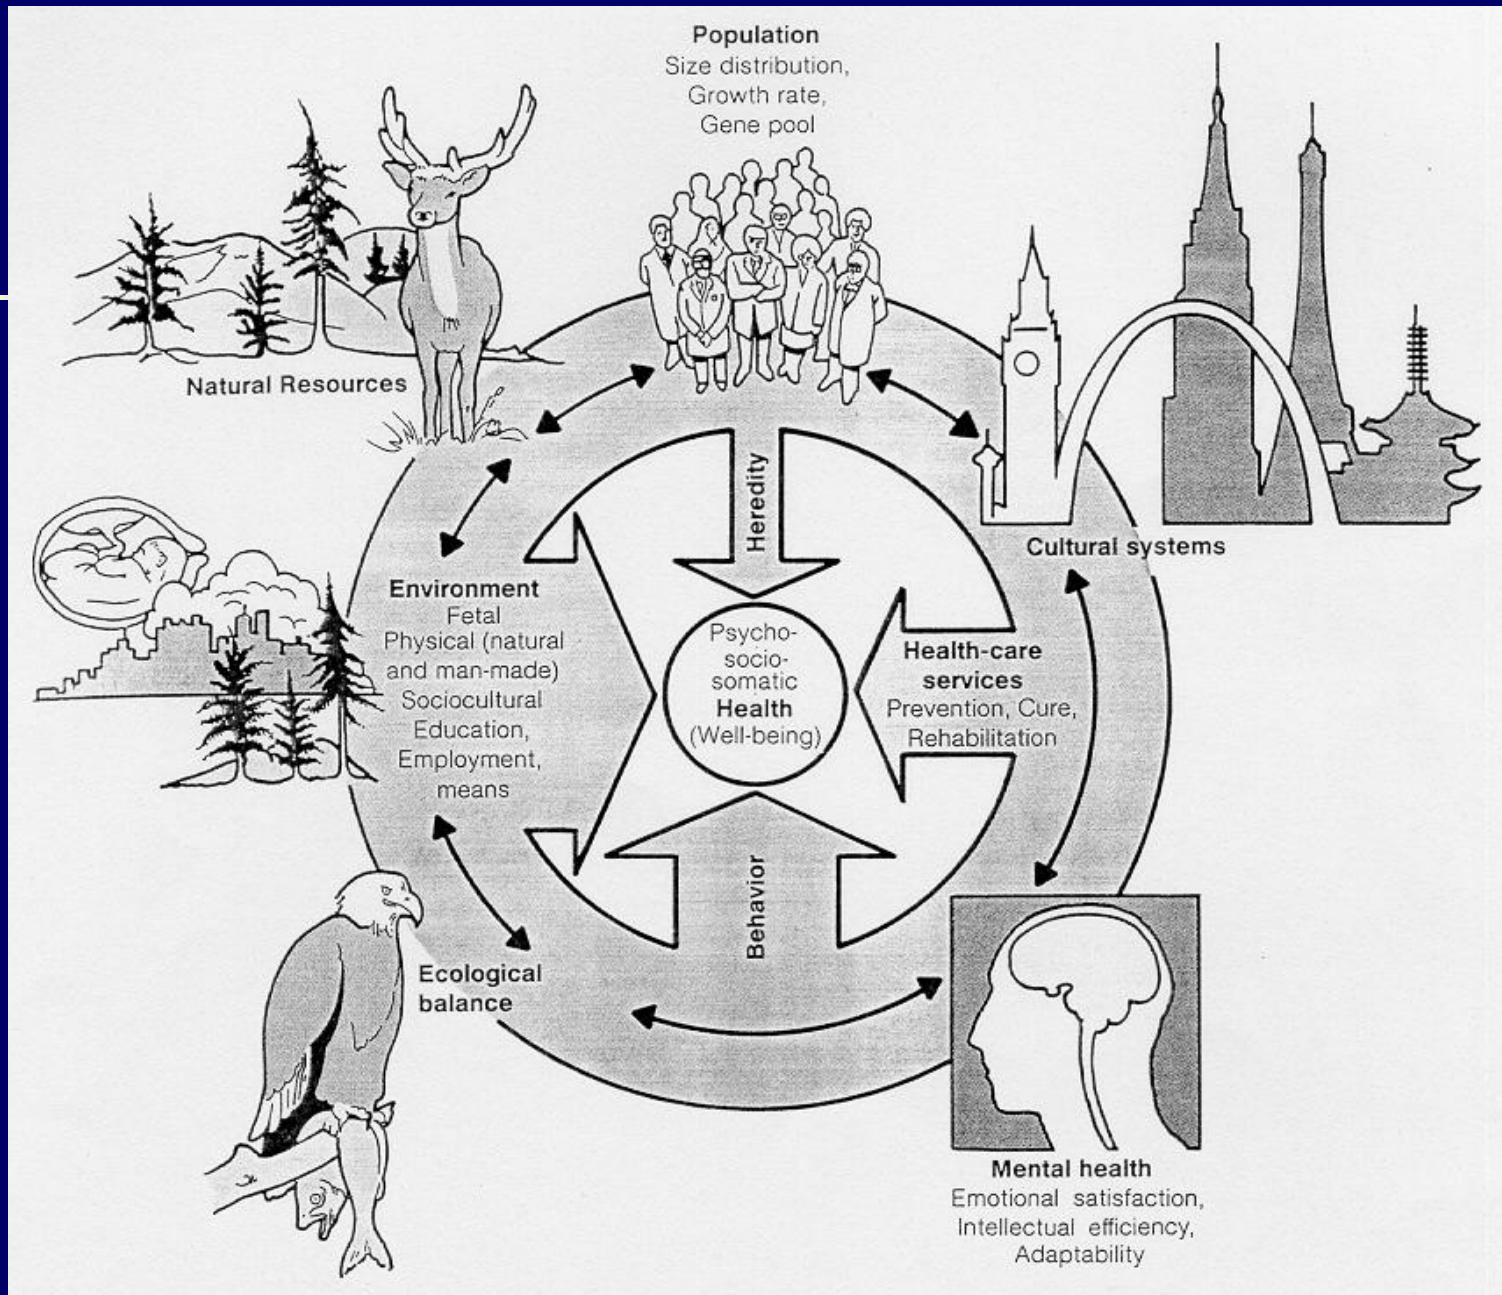 Population
Size distribution,
Growth rate,
Gene pool
Natural Resources
Cultural systems
Heredity
Environment
Fetal
Physical (natural
and man-made)
Sociocultural
Education,
Employment,
means
Psycho-
socio-
somatic
Health
(Well-being)
Health-care
services
Prevention, Cure,
Rehabilitation
Behavior
Ecological
balance
Mental health
Emotional satisfaction,
Intellectual efficiency,
Adaptability